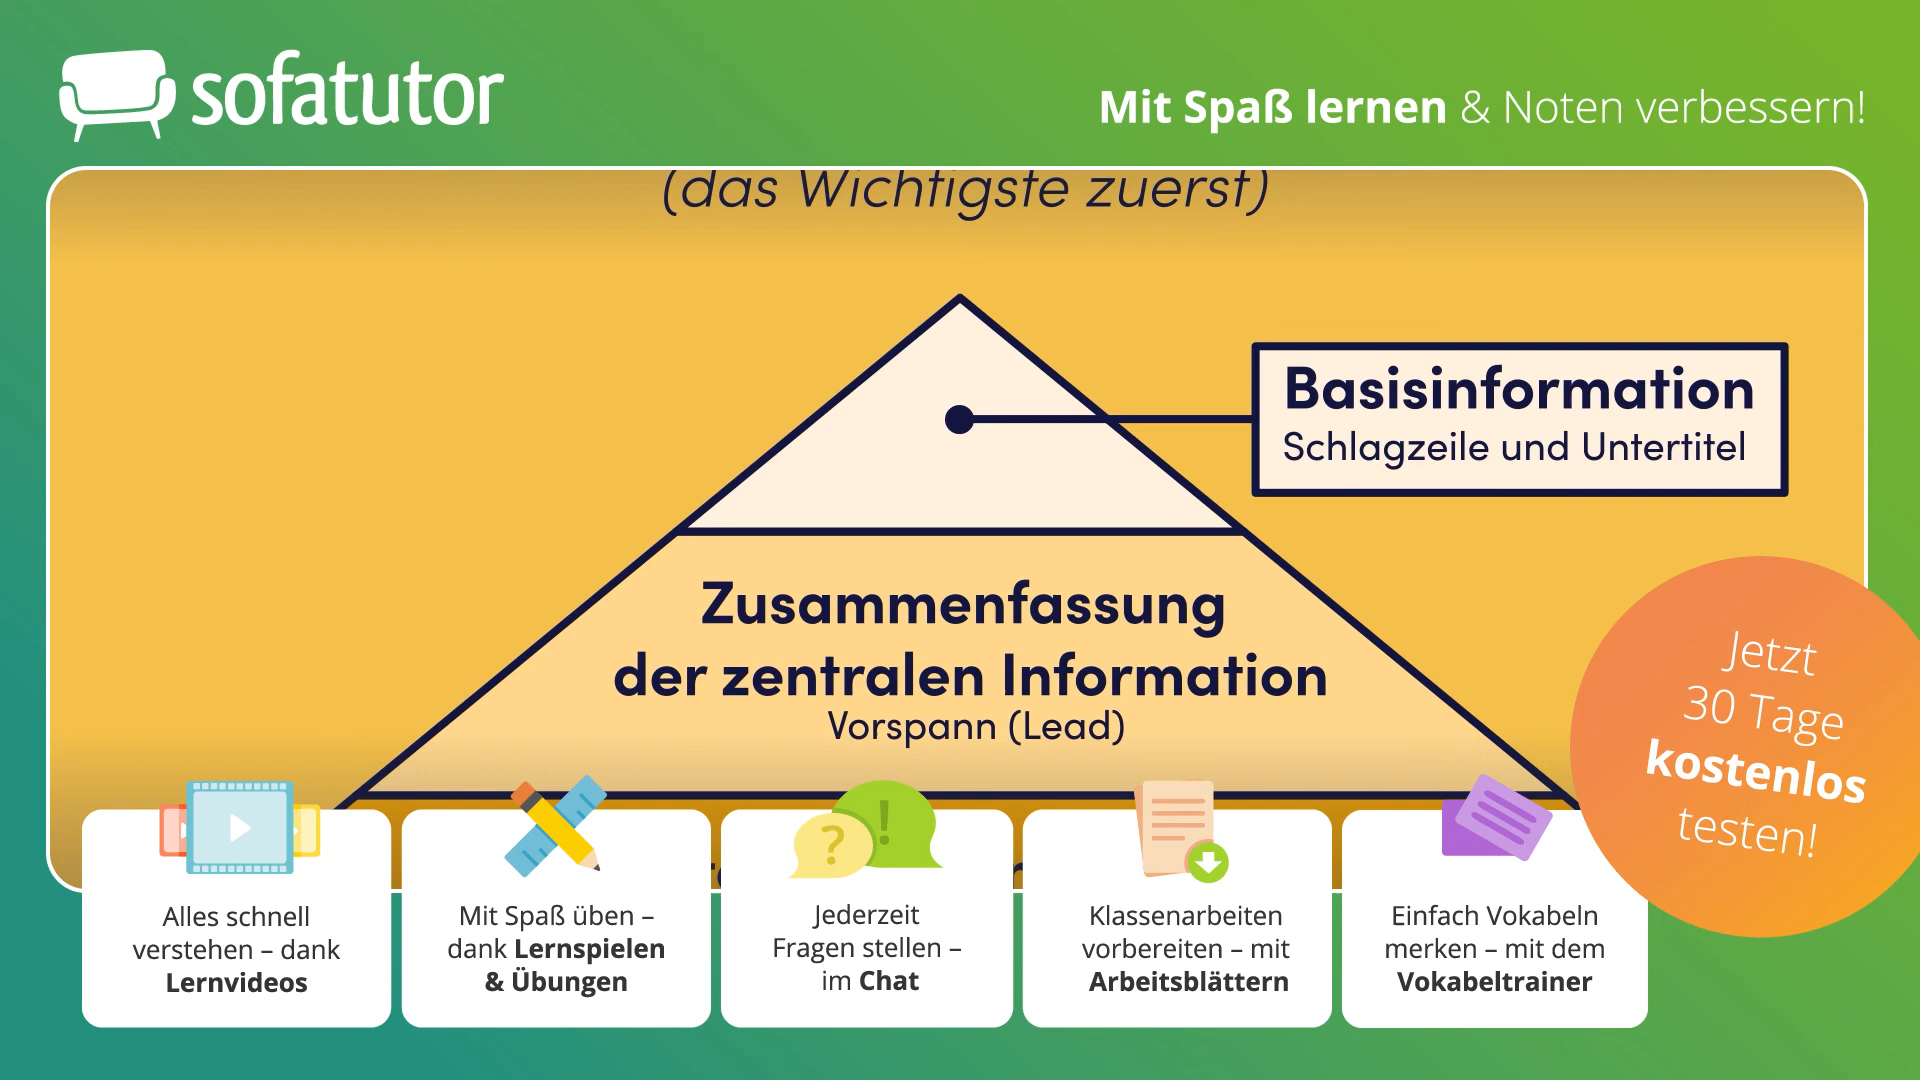 sofatutor
Mit Spaß lernen & Noten verbessern!
(das Wichtigste zuerst)
Basisinformation
Schlagzeile und Untertitel
Zusammenfassung
der zentralen Information
Vorspann (Lead)
Jetzt
30 Tage
kostenlos
testen!
?
!
Alles schnell
verstehen – dank
Lernvideos
Mit Spaß üben –
dank Lernspielen
& Übungen
Jederzeit
Fragen stellen –
im Chat
Klassenarbeiten
vorbereiten – mit
Arbeitsblättern
Einfach Vokabeln
merken – mit dem
Vokabeltrainer